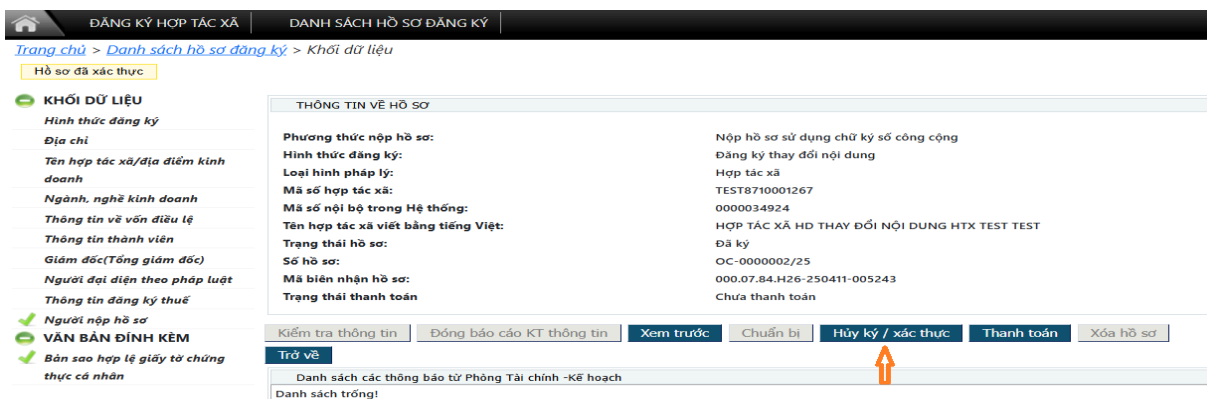 ĐĂNG KÝ HỢP TÁC XÃ DANH SÁCH HỒ SƠ ĐĂNG KÝ
Trang chủ > Danh sách hồ sơ đăng ký > Khối dữ liệu
Hồ sơ đã xác thực
KHỐI DỮ LIỆU
Hình thức đăng ký
Địa chỉ
Tên hợp tác xã/địa điểm kinh
doanh
Ngành, nghề kinh doanh
Thông tin về vốn điều lệ
Thông tin thành viên
Giám đốc(Tổng giám đốc)
Người đại diện theo pháp luật
Thông tin đăng ký thuế
Người nộp hồ sơ
VĂN BẢN ĐÍNH KÈM
Bản sao hợp lệ giấy tờ chứng
thực cá nhân
THÔNG TIN VỀ HỒ SƠ
Phương thức nộp hồ sơ: Nộp hồ sơ sử dụng chữ ký số công cộng
Hình thức đăng ký: Đăng ký thay đổi nội dung
Loại hình pháp lý: Hợp tác xã
Mã số hợp tác xã: TEST8710001267
Mã số nội bộ trong Hệ thống: 0000034924
Tên hợp tác xã viết bằng tiếng Việt: HỢP TÁC XÃ HD THAY ĐỔI NỘI DUNG HTX TEST TEST
Trạng thái hồ sơ: Đã ký
Số hồ sơ: OC-0000002/25
Mã biên nhận hồ sơ: 000.07.84.H26-250411-005243
Trạng thái thanh toán Chưa thanh toán
Kiểm tra thông tin Đóng báo cáo KT thông tin Xem trước Chuẩn bị Hủy ký / xác thực Thanh toán Xóa hồ sơ
Trở về
Danh sách các thông báo từ Phòng Tài chính -Kế hoạch
Danh sách trống!